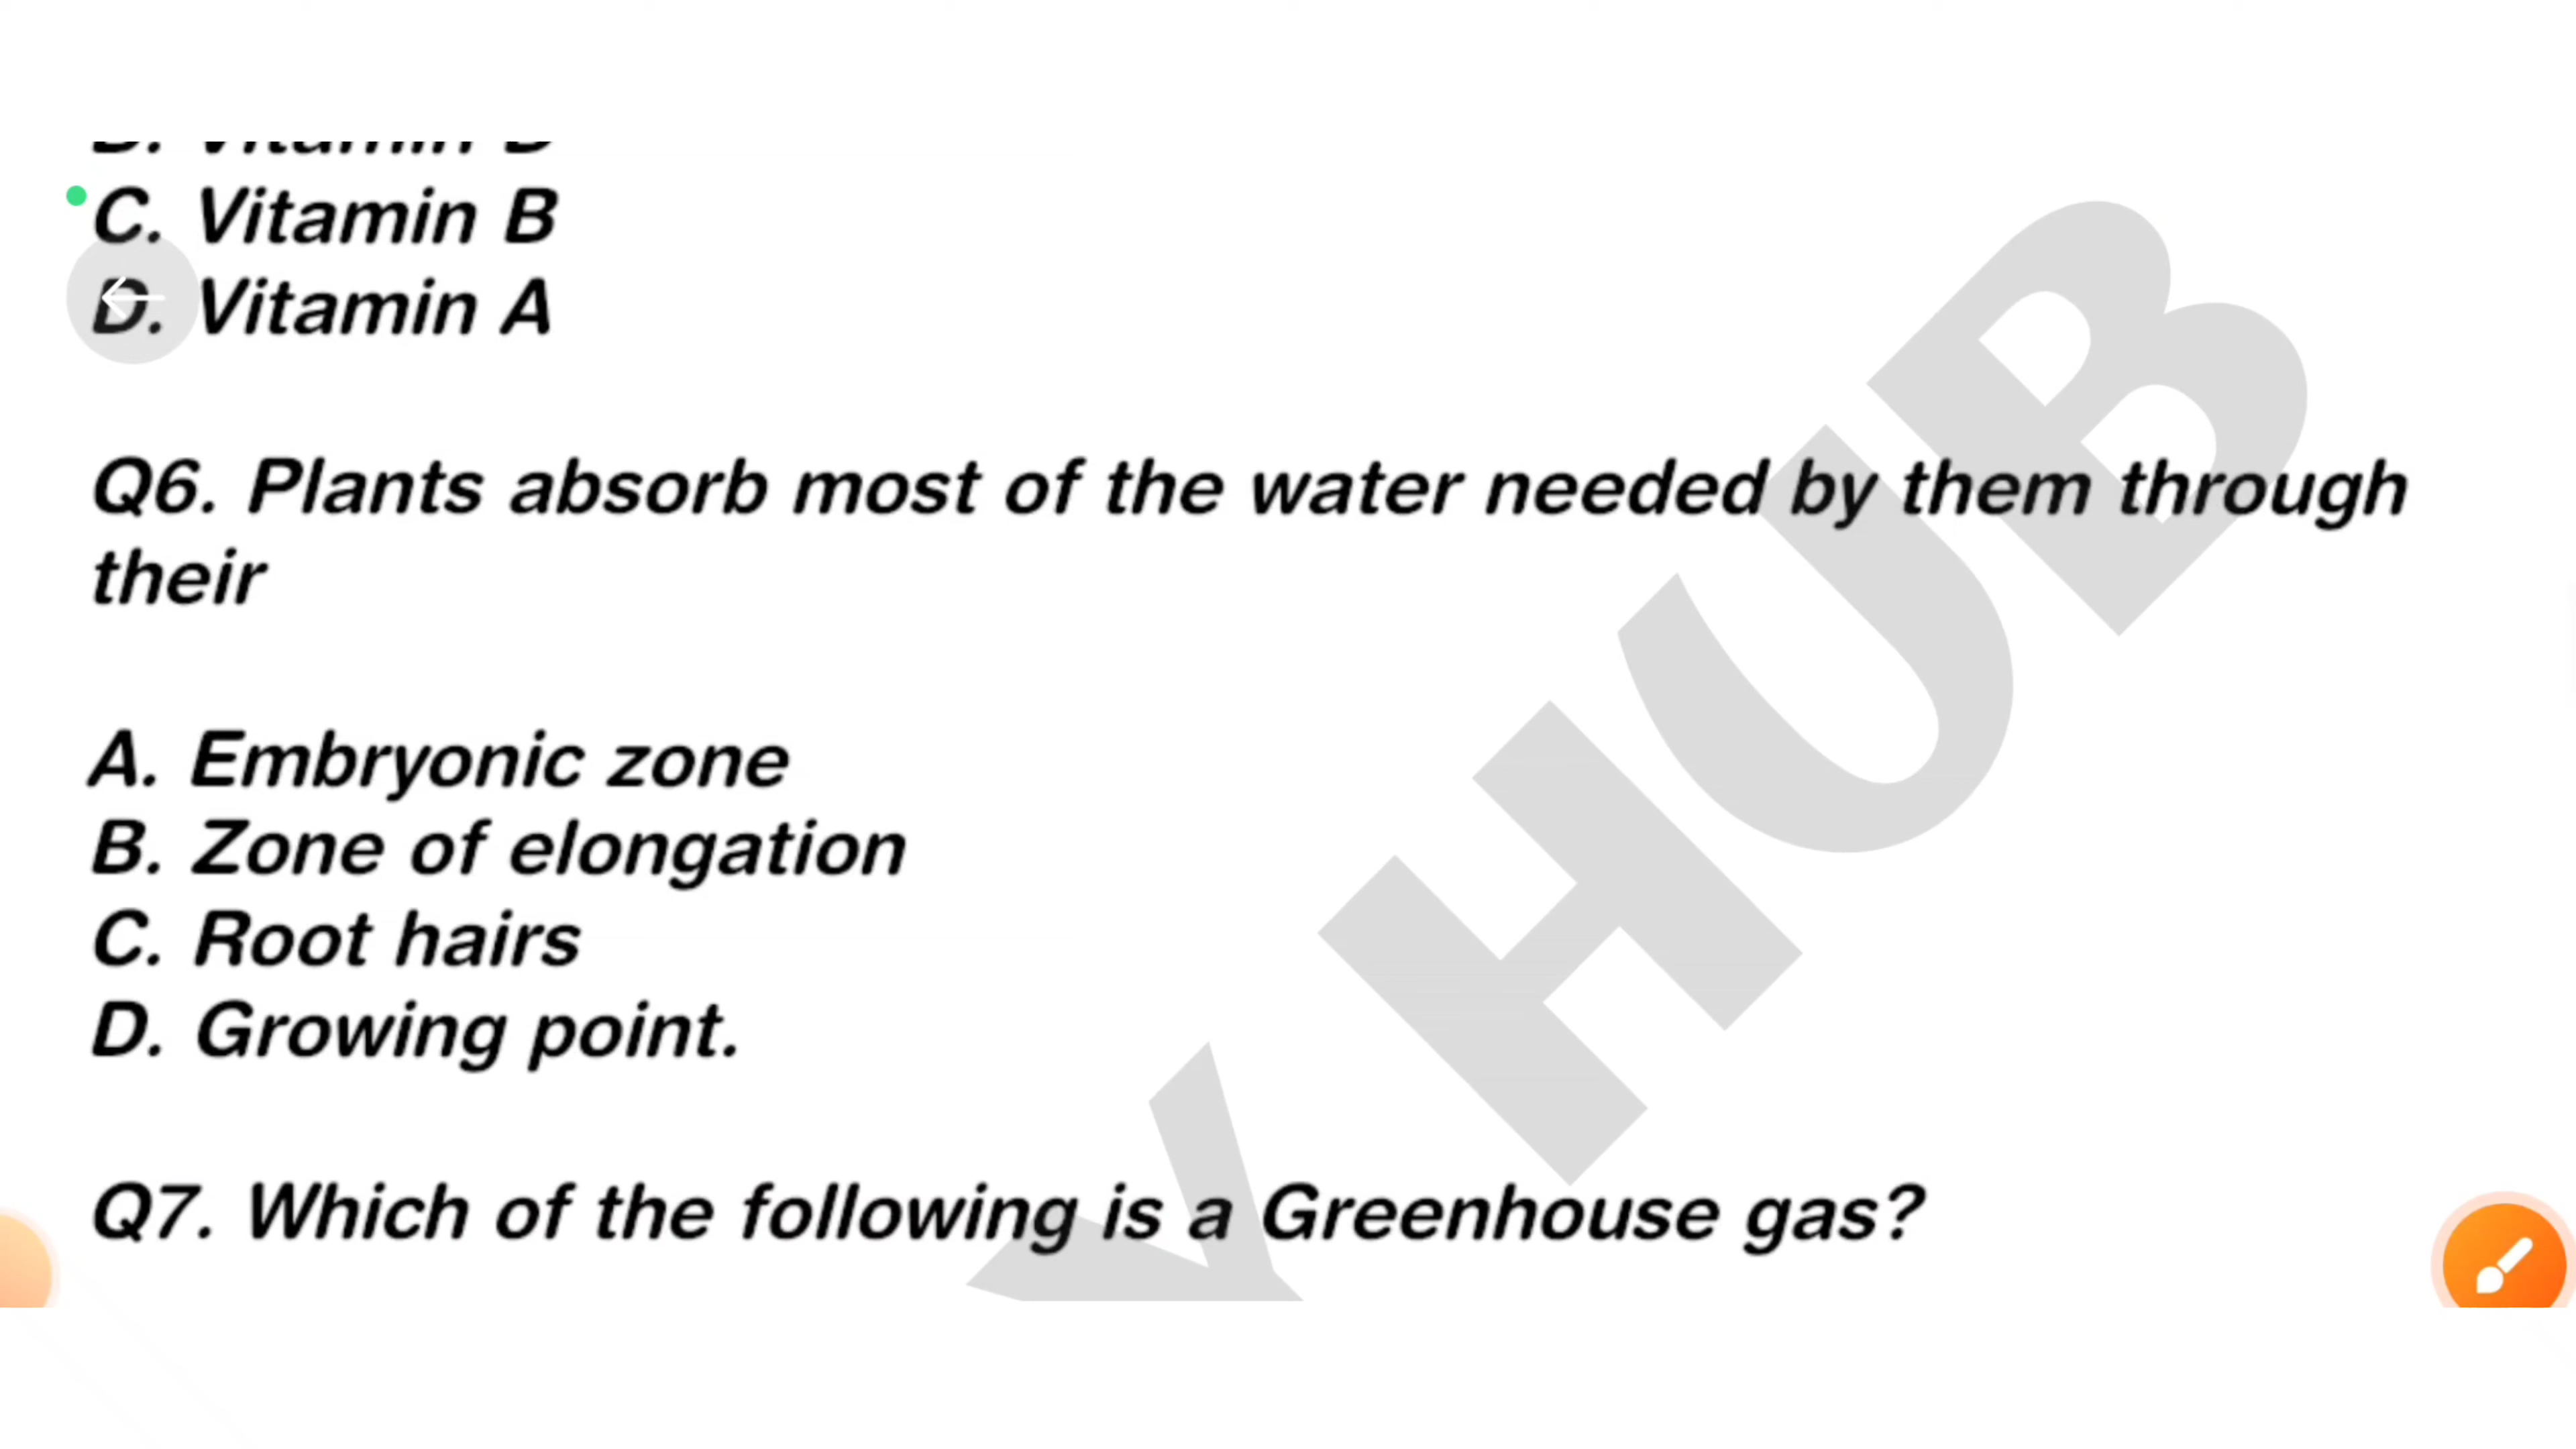 C. Vitamin B
D. Vitamin A
Q6. Plants absorb most of the water needed by them through
their
A. Embryonic zone
B. Zone of elongation
C. Root hairs
D. Growing point.
Q7. Which of the following is a Greenhouse gas?
Y HUB